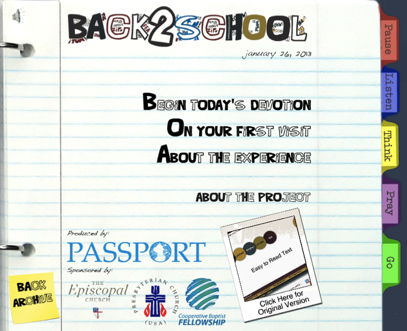 BACK2SCHOOL
january 26, 2013
Pause
Listen
Think
Pray
Go
BEGIN TODAY'S DEVOTION
ON YOUR FIRST VISIT
ABOUT THE EXPERIENCE
ABOUT THE PROJECT
Produced by:
PASSPORT
Sponsored by:
THE
Episcopal
CHURCH
PRESBYTERIAN CHURCH
(USA)
Cooperative Baptist
FELLOWSHIP
Easy to Read Text
Click Here for
Original Version
BACK
ARCHIVE